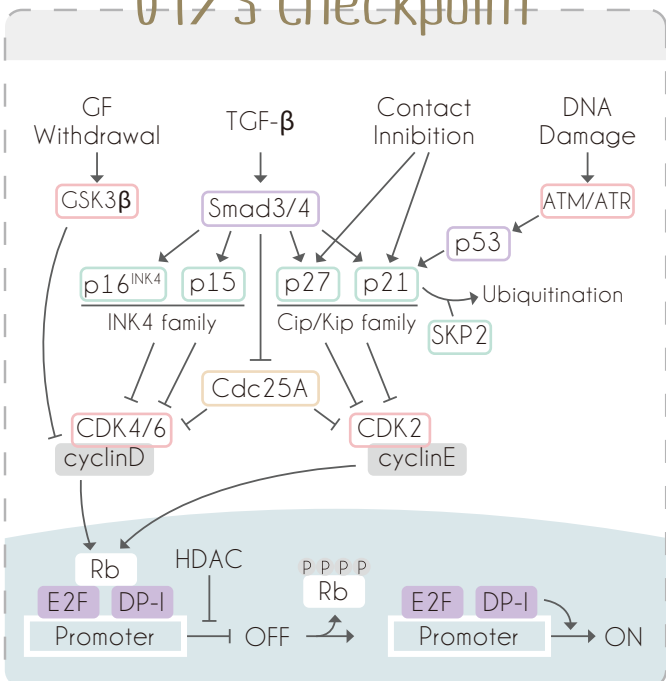 G1/S Checkpoint
GF
Withdrawal
TGF-β
Contact
Innibition
DNA
Damage
GSK3β
Smad3/4
ATM/ATR
p53
p16INK4
p15
p27
p21
Ubiquitination
INK4 family
Cip/Kip family
SKP2
Cdc25A
CDK4/6
cyclinD
CDK2
cyclinE
Rb
HDAC
P P P P
Rb
E2F
DP-I
E2F
DP-I
Promoter
OFF
Promoter
ON